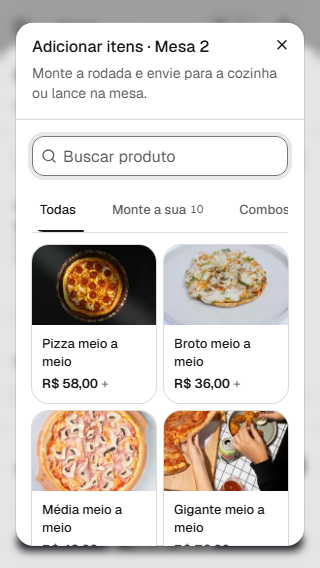 Adicionar itens · Mesa 2
Monte a rodada e envie para a cozinha
ou lance na mesa.
Buscar produto
Todas
Monte a sua 10
Combos
Pizza meio a
meio
R$ 58,00 +
Broto meio a
meio
R$ 36,00 +
Média meio a
meio
Gigante meio a
meio